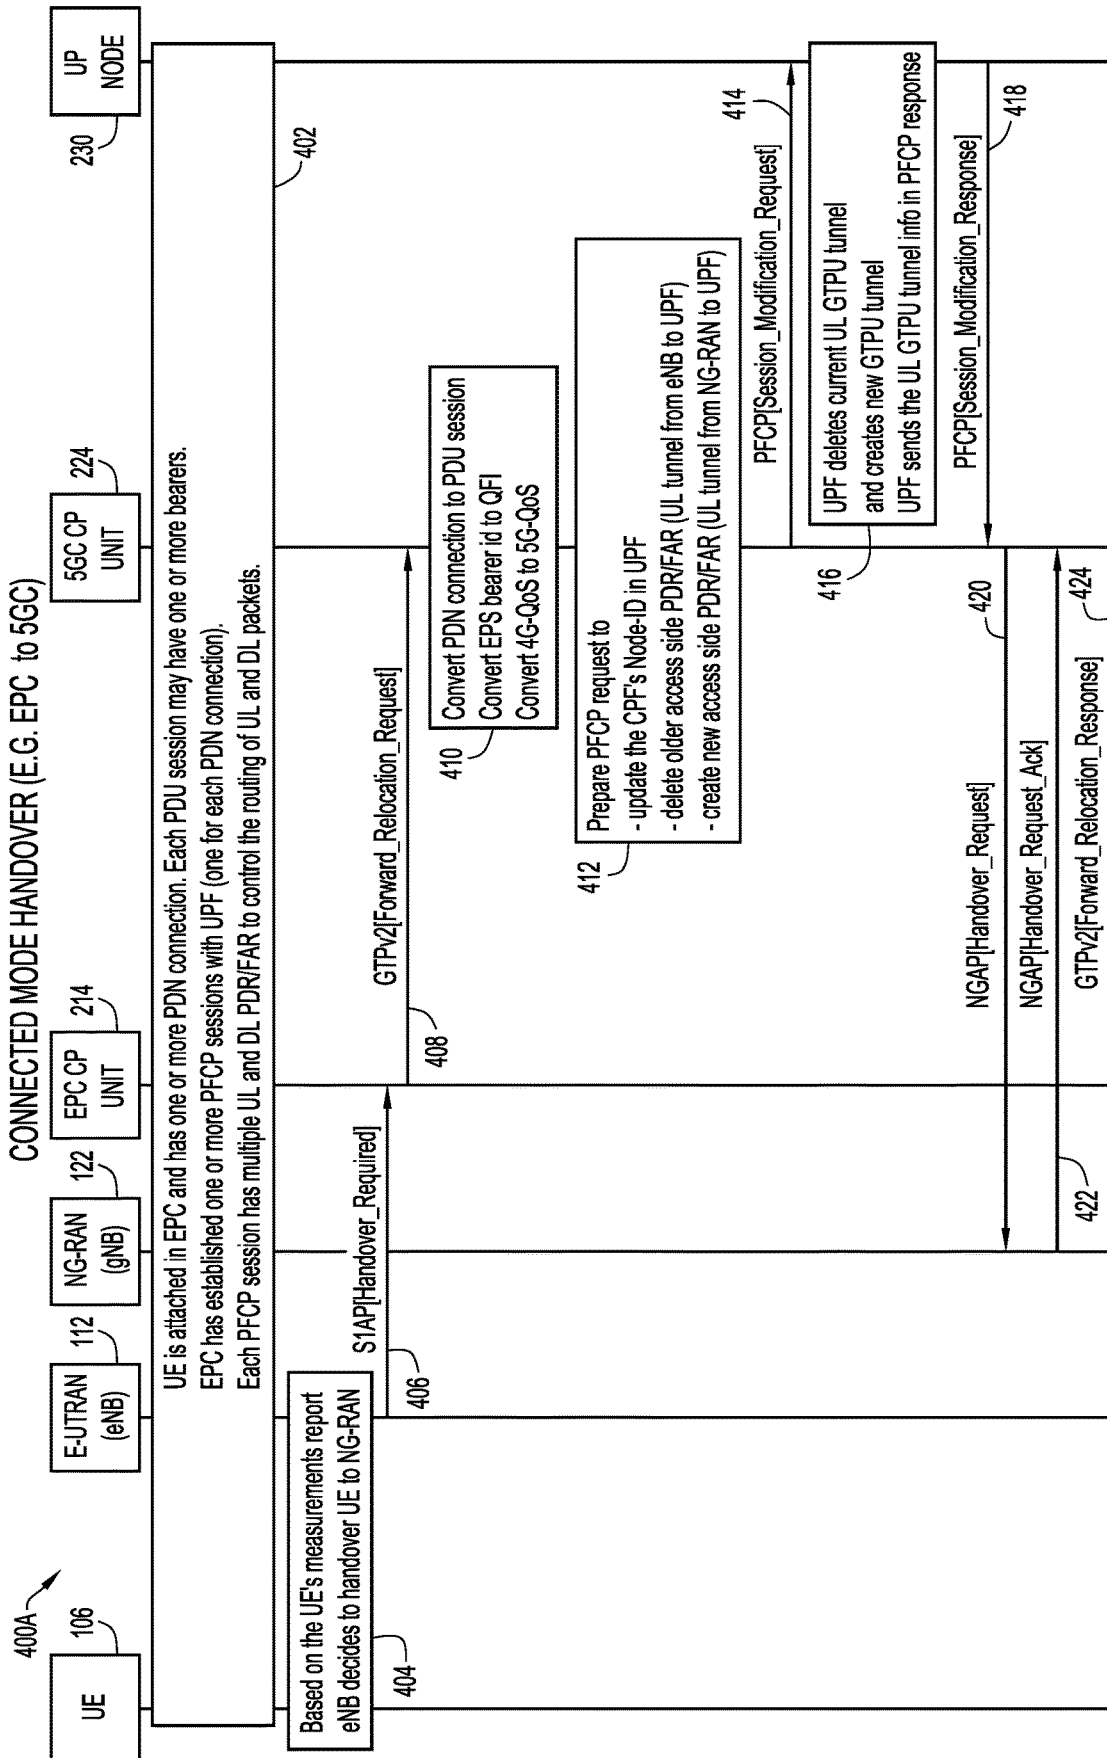 CONNECTED MODE HANDOVER (E.G. EPC to 5GC)
400A
UE
106
E-UTRAN
(eNB)
112
NG-RAN
(gNB)
122
EPC CP
UNIT
214
5GC CP
UNIT
224
UP
NODE
230
UE is attached in EPC and has one or more PDN connection. Each PDU session may have one or more bearers.
EPC has established one or more PFCP sessions with UPF (one for each PDN connection).
Each PFCP session has multiple UL and DL PDR/FAR to control the routing of UL and DL packets.
402
Based on the UE's measurements report
eNB decides to handover UE to NG-RAN
404
S1AP[Handover_Required]
406
GTPv2[Forward_Relocation_Request]
408
Convert PDN connection to PDU session
Convert EPS bearer id to QFI
Convert 4G-QoS to 5G-QoS
410
Prepare PFCP request to
- update the CPF's Node-ID in UPF
- delete older access side PDR/FAR (UL tunnel from eNB to UPF)
- create new access side PDR/FAR (UL tunnel from NG-RAN to UPF)
412
PFCP[Session_Modification_Request]
414
UPF deletes current UL GTPU tunnel
and creates new GTPU tunnel
UPF sends the UL GTPU tunnel info in PFCP response
416
PFCP[Session_Modification_Response]
418
NGAP[Handover_Request]
420
NGAP[Handover_Request_Ack]
422
GTPv2[Forward_Relocation_Response]
424